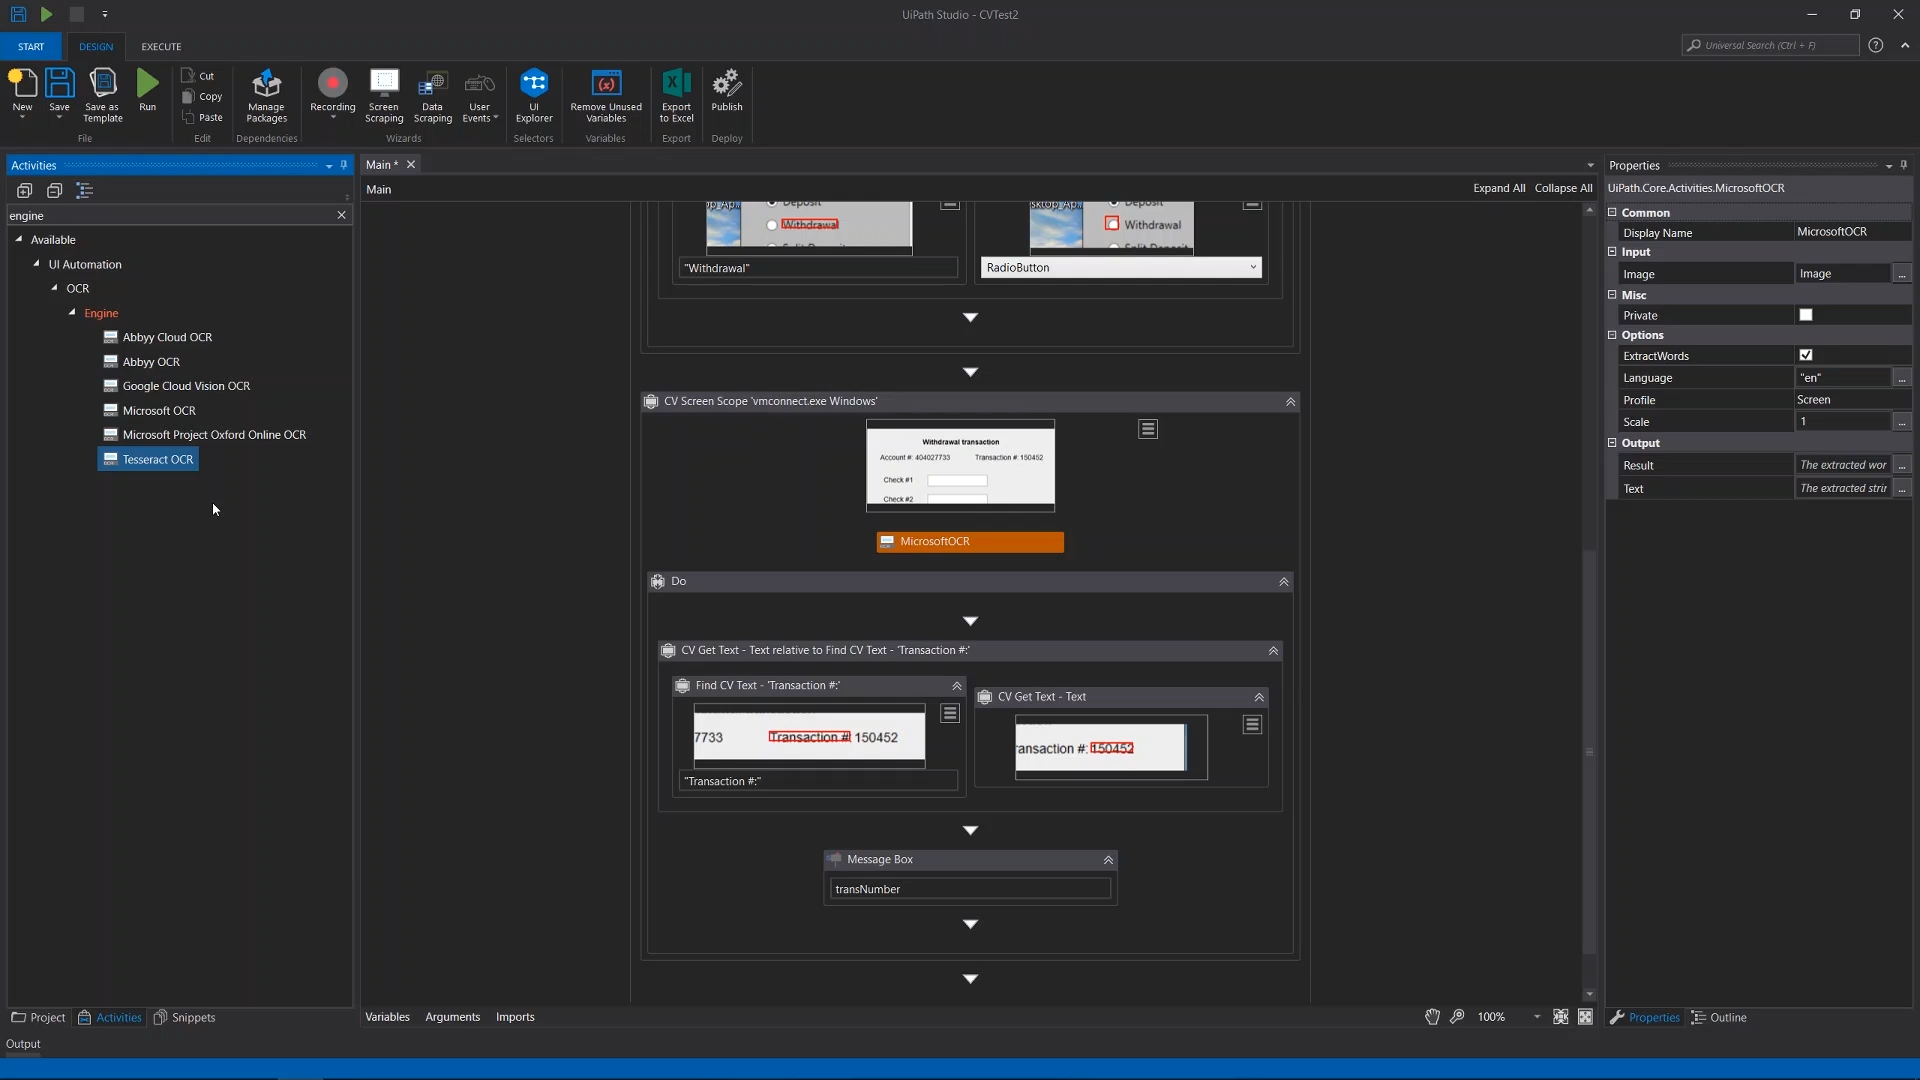 UiPath Studio - CVTest2
START
DESIGN
EXECUTE
Universal Search (Ctrl + F)
New
Save
Save as
Template
Run
Cut
Copy
Paste
Manage
Packages
Recording
Screen
Scraping
Data
Scraping
User
Events
UI
Explorer
Remove Unused
Variables
Export
to Excel
Publish
File
Edit
Dependencies
Wizards
Selectors
Variables
Export
Deploy
Activities
engine
Available
UI Automation
OCR
Engine
Abbyy Cloud OCR
Abbyy OCR
Google Cloud Vision OCR
Microsoft OCR
Microsoft Project Oxford Online OCR
Tesseract OCR
Project
Activities
Snippets
Output
Main *
Main
Expand All
Collapse All
Deposit
Withdrawal
"Withdrawal"
Deposit
Withdrawal
RadioButton
CV Screen Scope 'vmconnect.exe Windows'
Withdrawal transaction
Account #: 404027733
Transaction #: 150452
Check #1
Check #2
MicrosoftOCR
Do
CV Get Text - Text relative to Find CV Text - 'Transaction #:'
Find CV Text - 'Transaction #:'
7733
Transaction #: 150452
"Transaction #:"
CV Get Text - Text
ransaction #: 150452
Message Box
transNumber
Variables
Arguments
Imports
100%
Properties
UiPath.Core.Activities.MicrosoftOCR
Common
Display Name
MicrosoftOCR
Input
Image
Image
...
Misc
Private
Options
ExtractWords
Language
"en"
...
Profile
Screen
Scale
1
...
Output
Result
The extracted wor
...
Text
The extracted strir
...
Properties
Outline